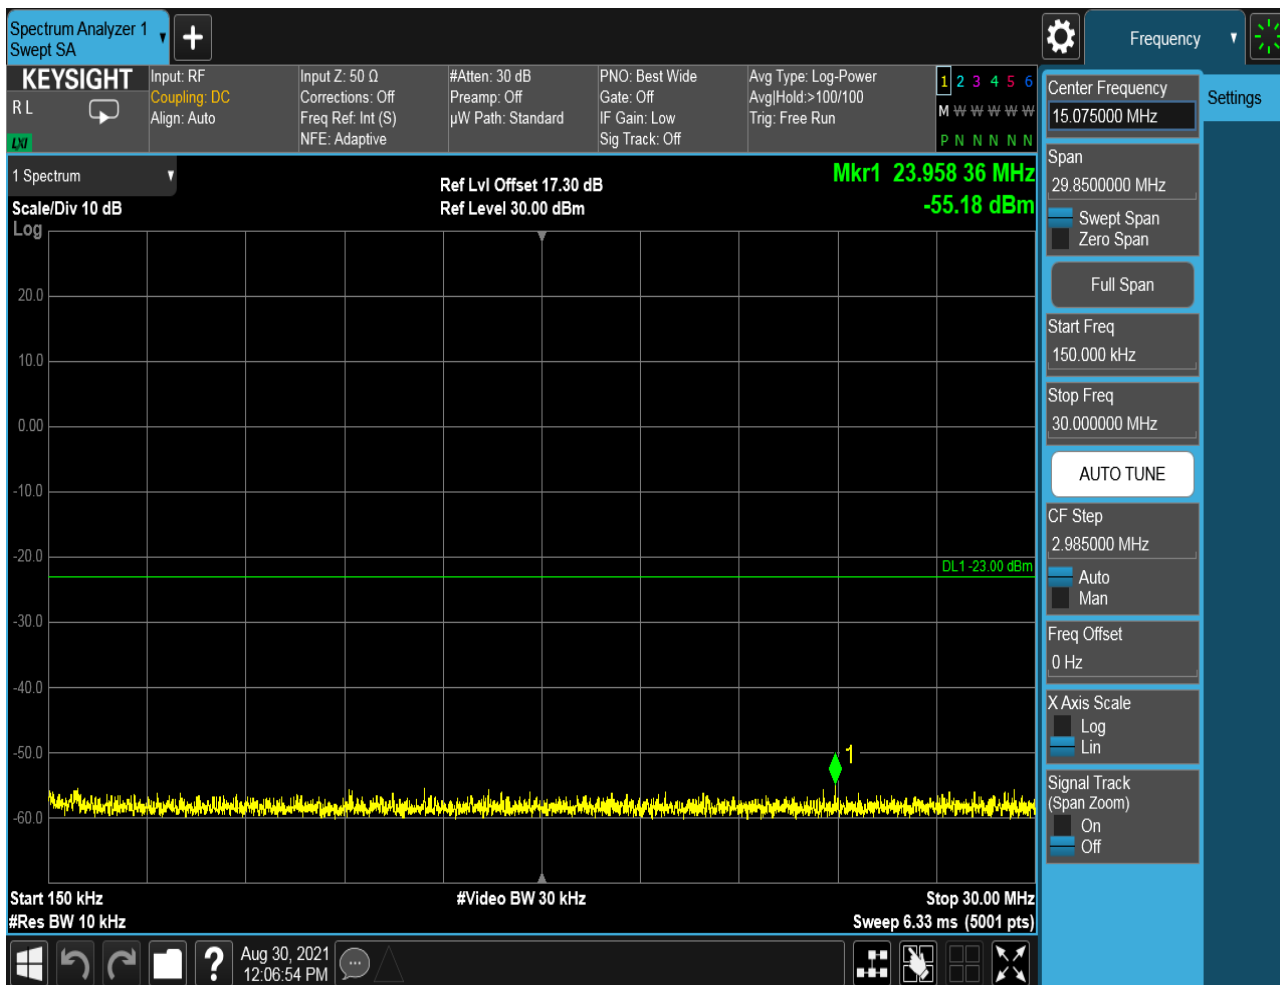 Spectrum Analyzer 1
Swept SA
Frequency
KEYSIGHT
R L
LXI
Input: RF
Coupling: DC
Align: Auto
Input Z: 50 Ω
Corrections: Off
Freq Ref: Int (S)
NFE: Adaptive
#Atten: 30 dB
Preamp: Off
µW Path: Standard
PNO: Best Wide
Gate: Off
IF Gain: Low
Sig Track: Off
Avg Type: Log-Power
Avg|Hold:>100/100
Trig: Free Run
1 2 3 4 5 6
M W W W W W
P N N N N N
1 Spectrum
Scale/Div 10 dB
Log
Ref Lvl Offset 17.30 dB
Ref Level 30.00 dBm
Mkr1 23.958 36 MHz
-55.18 dBm
20.0
10.0
0.00
-10.0
-20.0
-30.0
-40.0
-50.0
-60.0
DL1 -23.00 dBm
1
Start 150 kHz
#Res BW 10 kHz
#Video BW 30 kHz
Stop 30.00 MHz
Sweep 6.33 ms (5001 pts)
Center Frequency
15.075000 MHz
Settings
Span
29.8500000 MHz
Swept Span
Zero Span
Full Span
Start Freq
150.000 kHz
Stop Freq
30.000000 MHz
AUTO TUNE
CF Step
2.985000 MHz
Auto
Man
Freq Offset
0 Hz
X Axis Scale
Log
Lin
Signal Track
(Span Zoom)
On
Off
?
Aug 30, 2021
12:06:54 PM